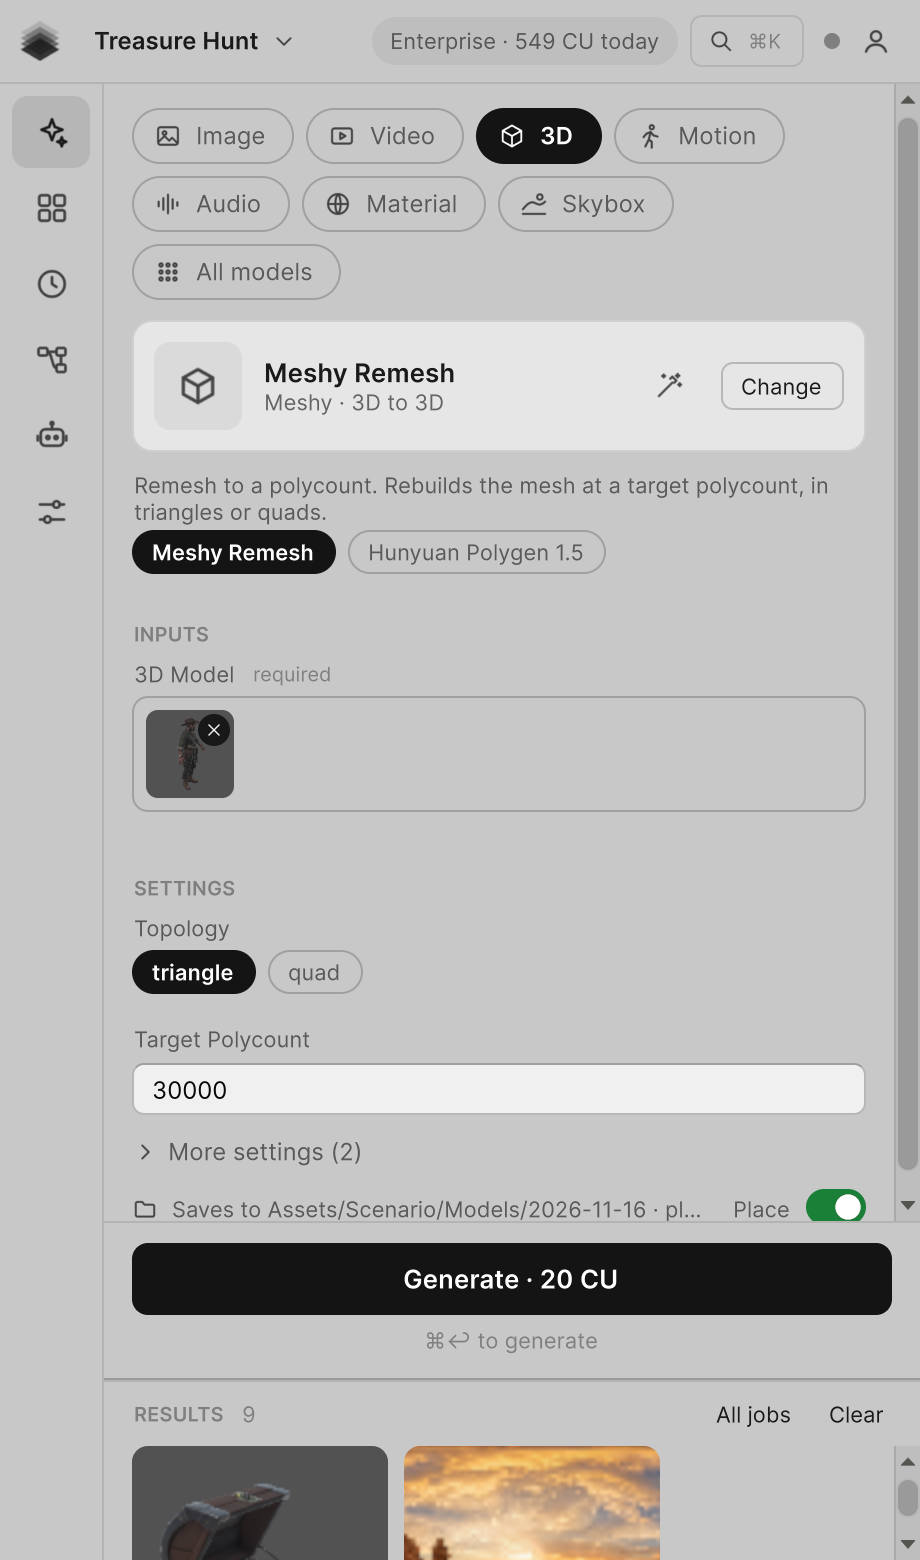 Treasure Hunt
Enterprise · 549 CU today
⌘K
Image
Video
3D
Motion
Audio
Material
Skybox
All models
Meshy Remesh
Meshy · 3D to 3D
Change
Remesh to a polycount. Rebuilds the mesh at a target polycount, in
triangles or quads.
Meshy Remesh
Hunyuan Polygen 1.5
INPUTS
3D Model required
SETTINGS
Topology
triangle
quad
Target Polycount
30000
More settings (2)
Saves to Assets/Scenario/Models/2026-11-16 · pl...
Place
Generate · 20 CU
⌘↩ to generate
RESULTS 9
All jobs
Clear